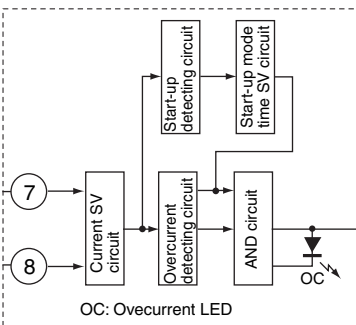 Start-up
detecting circuit
Start-up mode
time SV circuit
7
8
Current SV
circuit
Overcurrent
detecting circuit
AND circuit
OC
OC: Ovecurrent LED